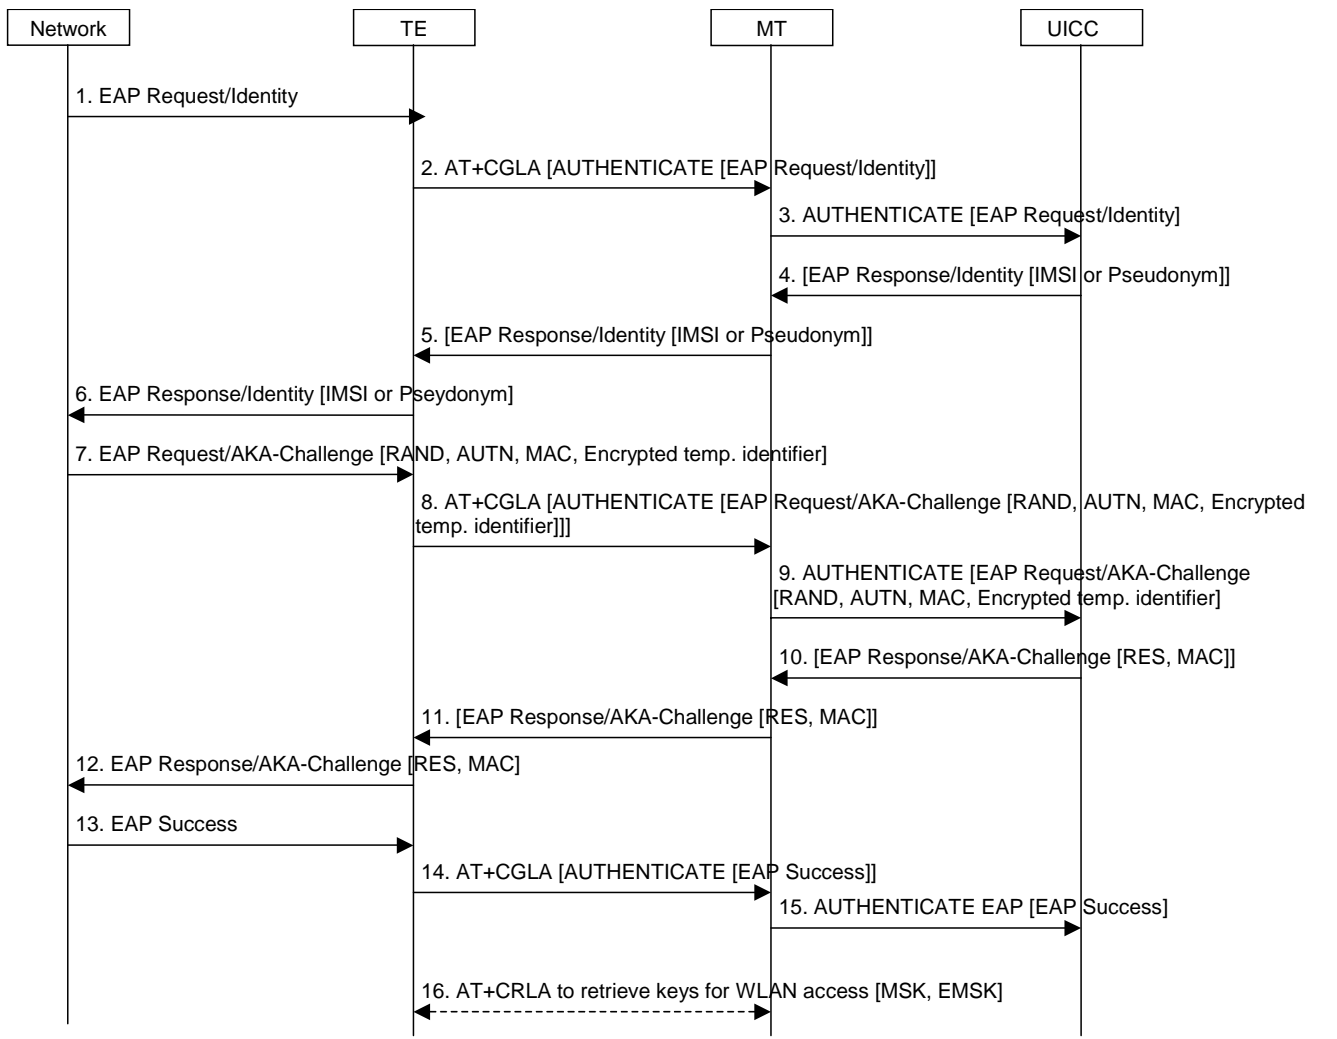 Network
TE
MT
UICC
1. EAP Request/Identity
2. AT+CGLA [AUTHENTICATE [EAP Request/Identity]]
3. AUTHENTICATE [EAP Request/Identity]
4. [EAP Response/Identity [IMSI or Pseudonym]]
5. [EAP Response/Identity [IMSI or Pseudonym]]
6. EAP Response/Identity [IMSI or Pseydonym]
7. EAP Request/AKA-Challenge [RAND, AUTN, MAC, Encrypted temp. identifier]
8. AT+CGLA [AUTHENTICATE [EAP Request/AKA-Challenge [RAND, AUTN, MAC, Encrypted
temp. identifier]]]
9. AUTHENTICATE [EAP Request/AKA-Challenge
[RAND, AUTN, MAC, Encrypted temp. identifier]
10. [EAP Response/AKA-Challenge [RES, MAC]]
11. [EAP Response/AKA-Challenge [RES, MAC]]
12. EAP Response/AKA-Challenge [RES, MAC]
13. EAP Success
14. AT+CGLA [AUTHENTICATE [EAP Success]]
15. AUTHENTICATE EAP [EAP Success]
16. AT+CRLA to retrieve keys for WLAN access [MSK, EMSK]